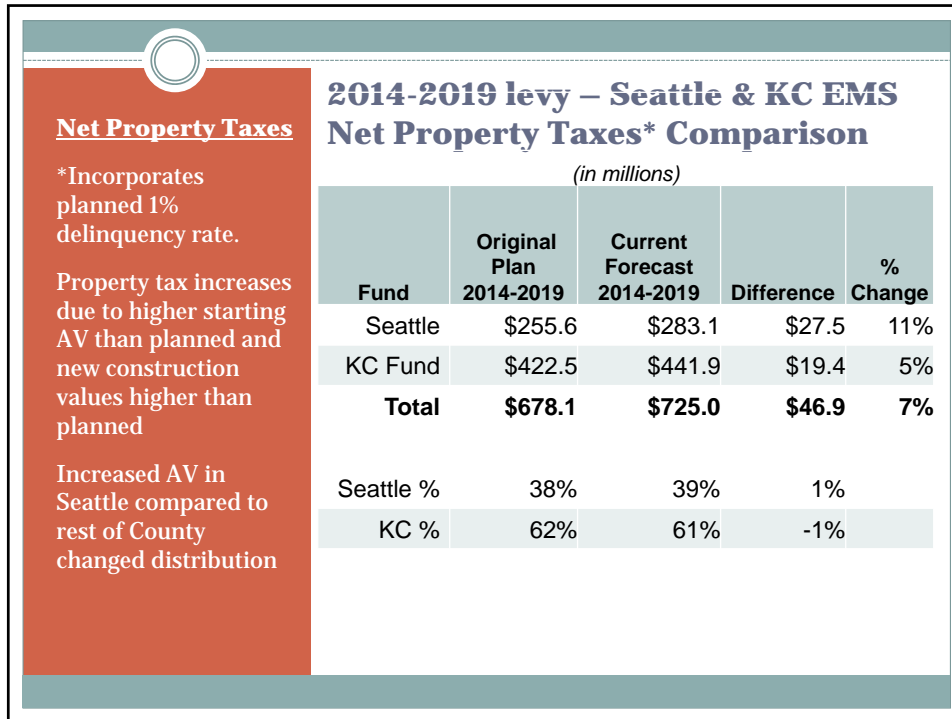 Net Property Taxes
*Incorporates
planned 1%
delinquency rate.
Property tax increases
due to higher starting
AV than planned and
new construction
values higher than
planned
Increased AV in
Seattle compared to
rest of County
changed distribution
2014-2019 levy – Seattle & KC EMS
Net Property Taxes* Comparison
(in millions)
Fund Original Plan 2014-2019 Current Forecast 2014-2019 Difference % Change
Seattle $255.6 $283.1 $27.5 11%
KC Fund $422.5 $441.9 $19.4 5%
Total $678.1 $725.0 $46.9 7%
Seattle % 38% 39% 1%
KC % 62% 61% -1%